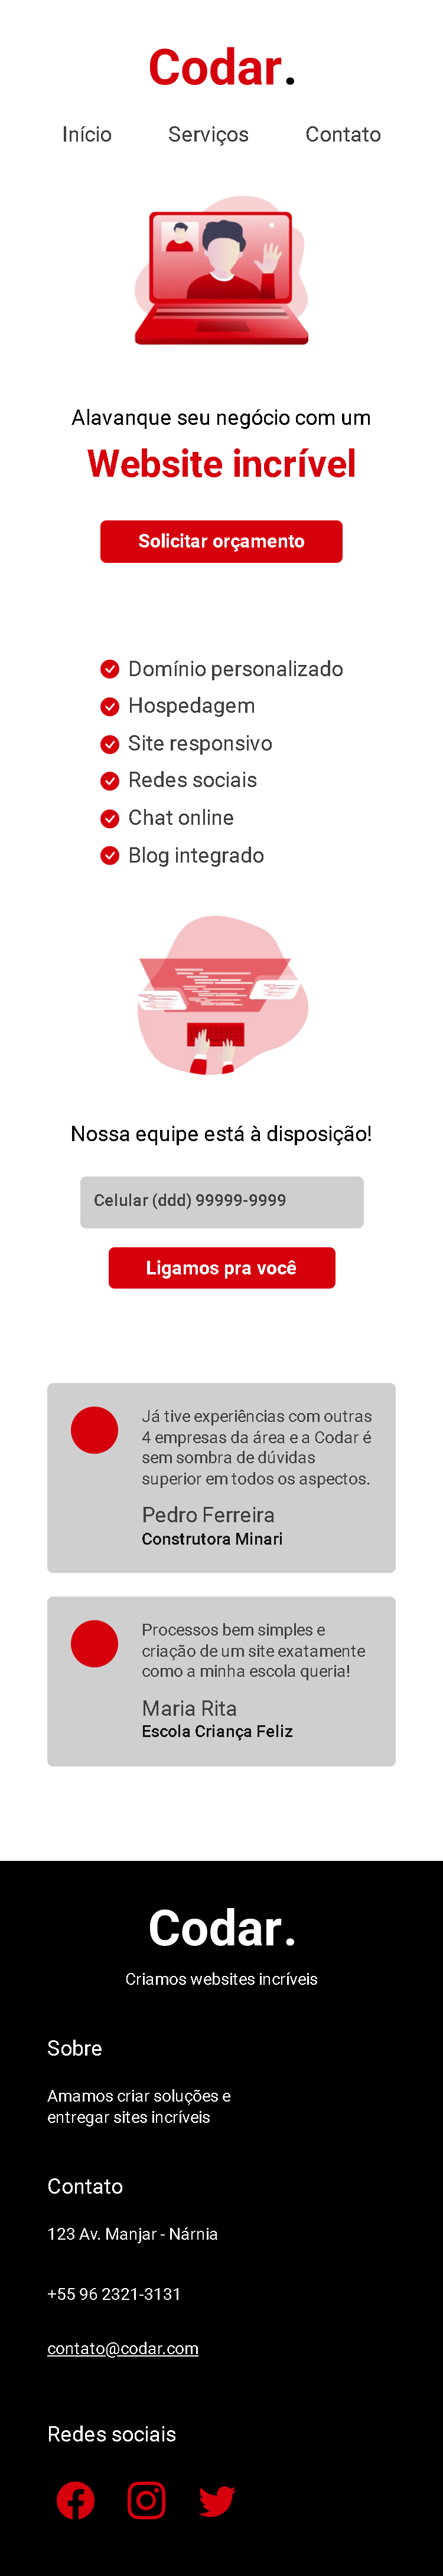 Codar.
Início Serviços Contato
Alavanque seu negócio com um
Website incrível
Solicitar orçamento
Domínio personalizado
Hospedagem
Site responsivo
Redes sociais
Chat online
Blog integrado
Nossa equipe está à disposição!
Celular (ddd) 99999-9999
Ligamos pra você
Já tive experiências com outras
4 empresas da área e a Codar é
sem sombra de dúvidas
superior em todos os aspectos.
Pedro Ferreira
Construtora Minari
Processos bem simples e
criação de um site exatamente
como a minha escola queria!
Maria Rita
Escola Criança Feliz
Codar.
Criamos websites incríveis
Sobre
Amamos criar soluções e
entregar sites incríveis
Contato
123 Av. Manjar - Nárnia
+55 96 2321-3131
contato@codar.com
Redes sociais